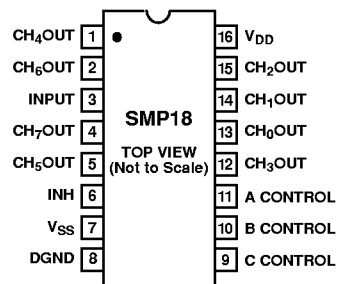 CH4OUT 1 16 VDD
CH6OUT 2 15 CH2OUT
INPUT 3 14 CH1OUT
CH7OUT 4 SMP18 13 CH0OUT
TOP VIEW
CH5OUT 5 (Not to Scale) 12 CH3OUT
INH 6 11 A CONTROL
VSS 7 10 B CONTROL
DGND 8 9 C CONTROL